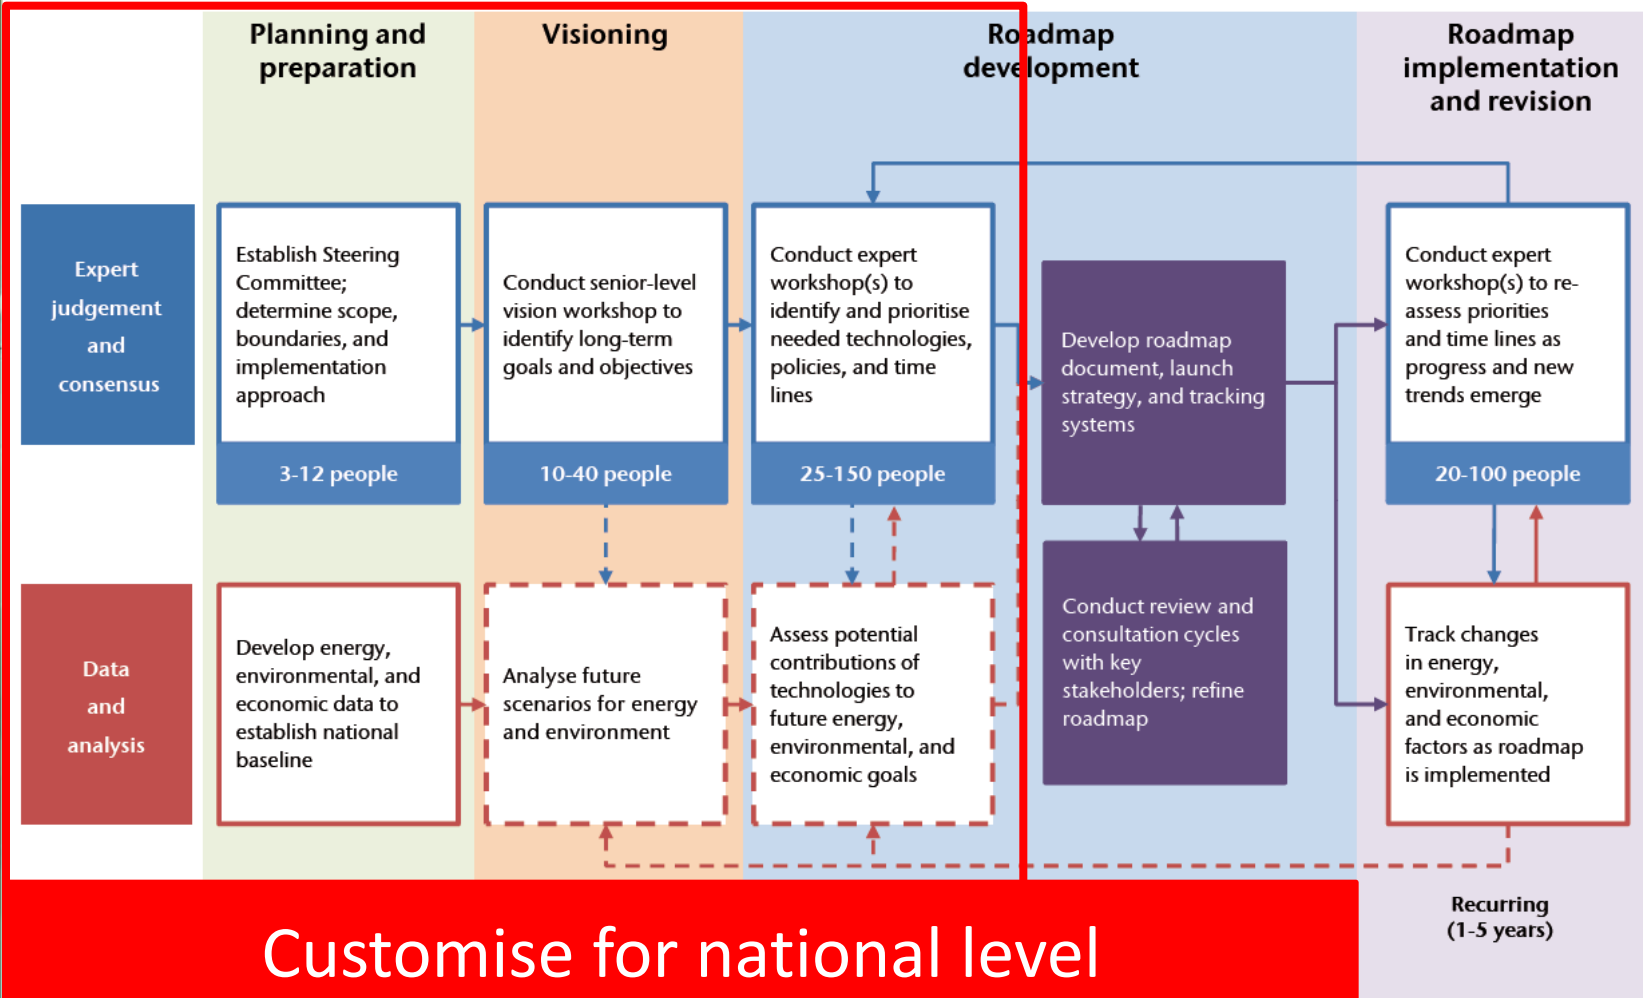 Planning and
preparation
Visioning
Roadmap
development
Roadmap
implementation
and revision
Expert
judgement
and
consensus
Establish Steering
Committee;
determine scope,
boundaries, and
implementation
approach
3-12 people
Conduct senior-level
vision workshop to
identify long-term
goals and objectives
10-40 people
Conduct expert
workshop(s) to
identify and prioritise
needed technologies,
policies, and time
lines
25-150 people
Develop roadmap
document, launch
strategy, and tracking
systems
Conduct expert
workshop(s) to re-
assess priorities
and time lines as
progress and new
trends emerge
20-100 people
Data
and
analysis
Develop energy,
environmental, and
economic data to
establish national
baseline
Analyse future
scenarios for energy
and environment
Assess potential
contributions of
technologies to
future energy,
environmental, and
economic goals
Conduct review and
consultation cycles
with key
stakeholders; refine
roadmap
Track changes
in energy,
environmental,
and economic
factors as roadmap
is implemented
Recurring
(1-5 years)
Customise for national level